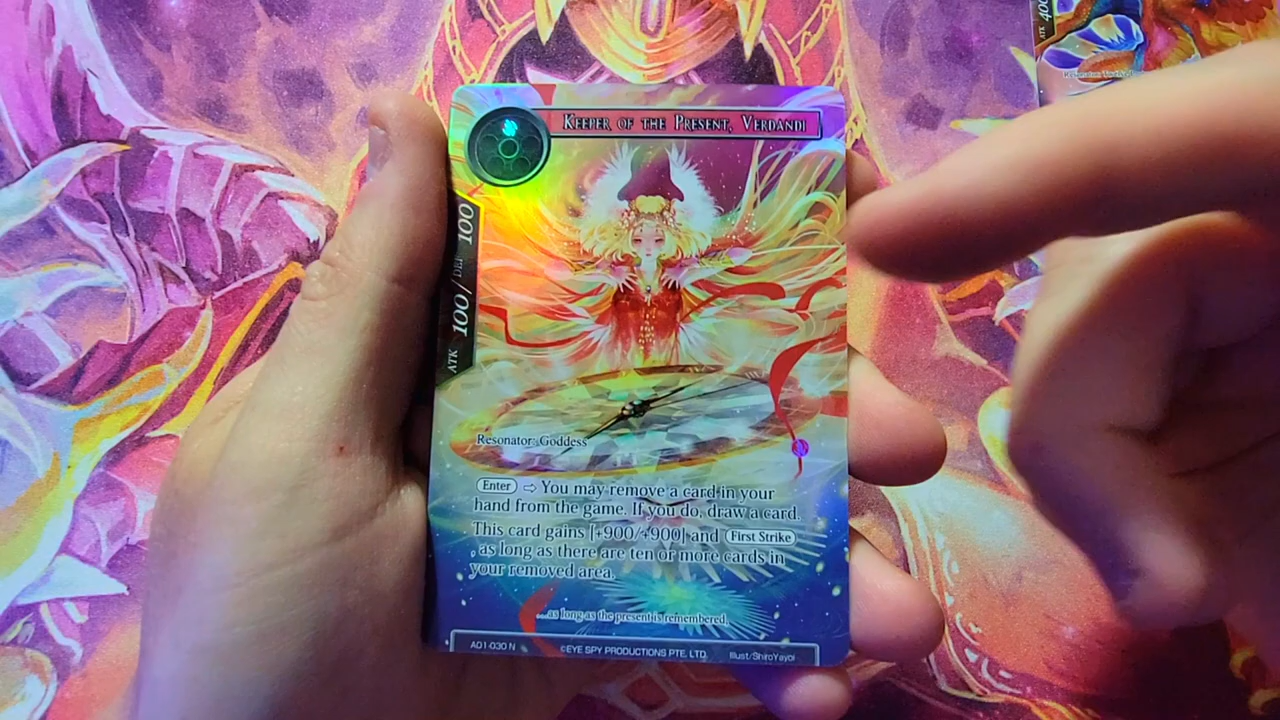 Keeper of the Present, Verdandi
ATK 100 / DEF 100
Resonator: Goddess
Enter ⇨ You may remove a card in your
hand from the game. If you do, draw a card.
This card gains [+900/+900] and First Strike
, as long as there are ten or more cards in
your removed area.
...as long as the present is remembered.
A01-030 N ©EYE SPY PRODUCTIONS PTE. LTD. Illust/ShiroYayoi
ATK 400
Resonator: